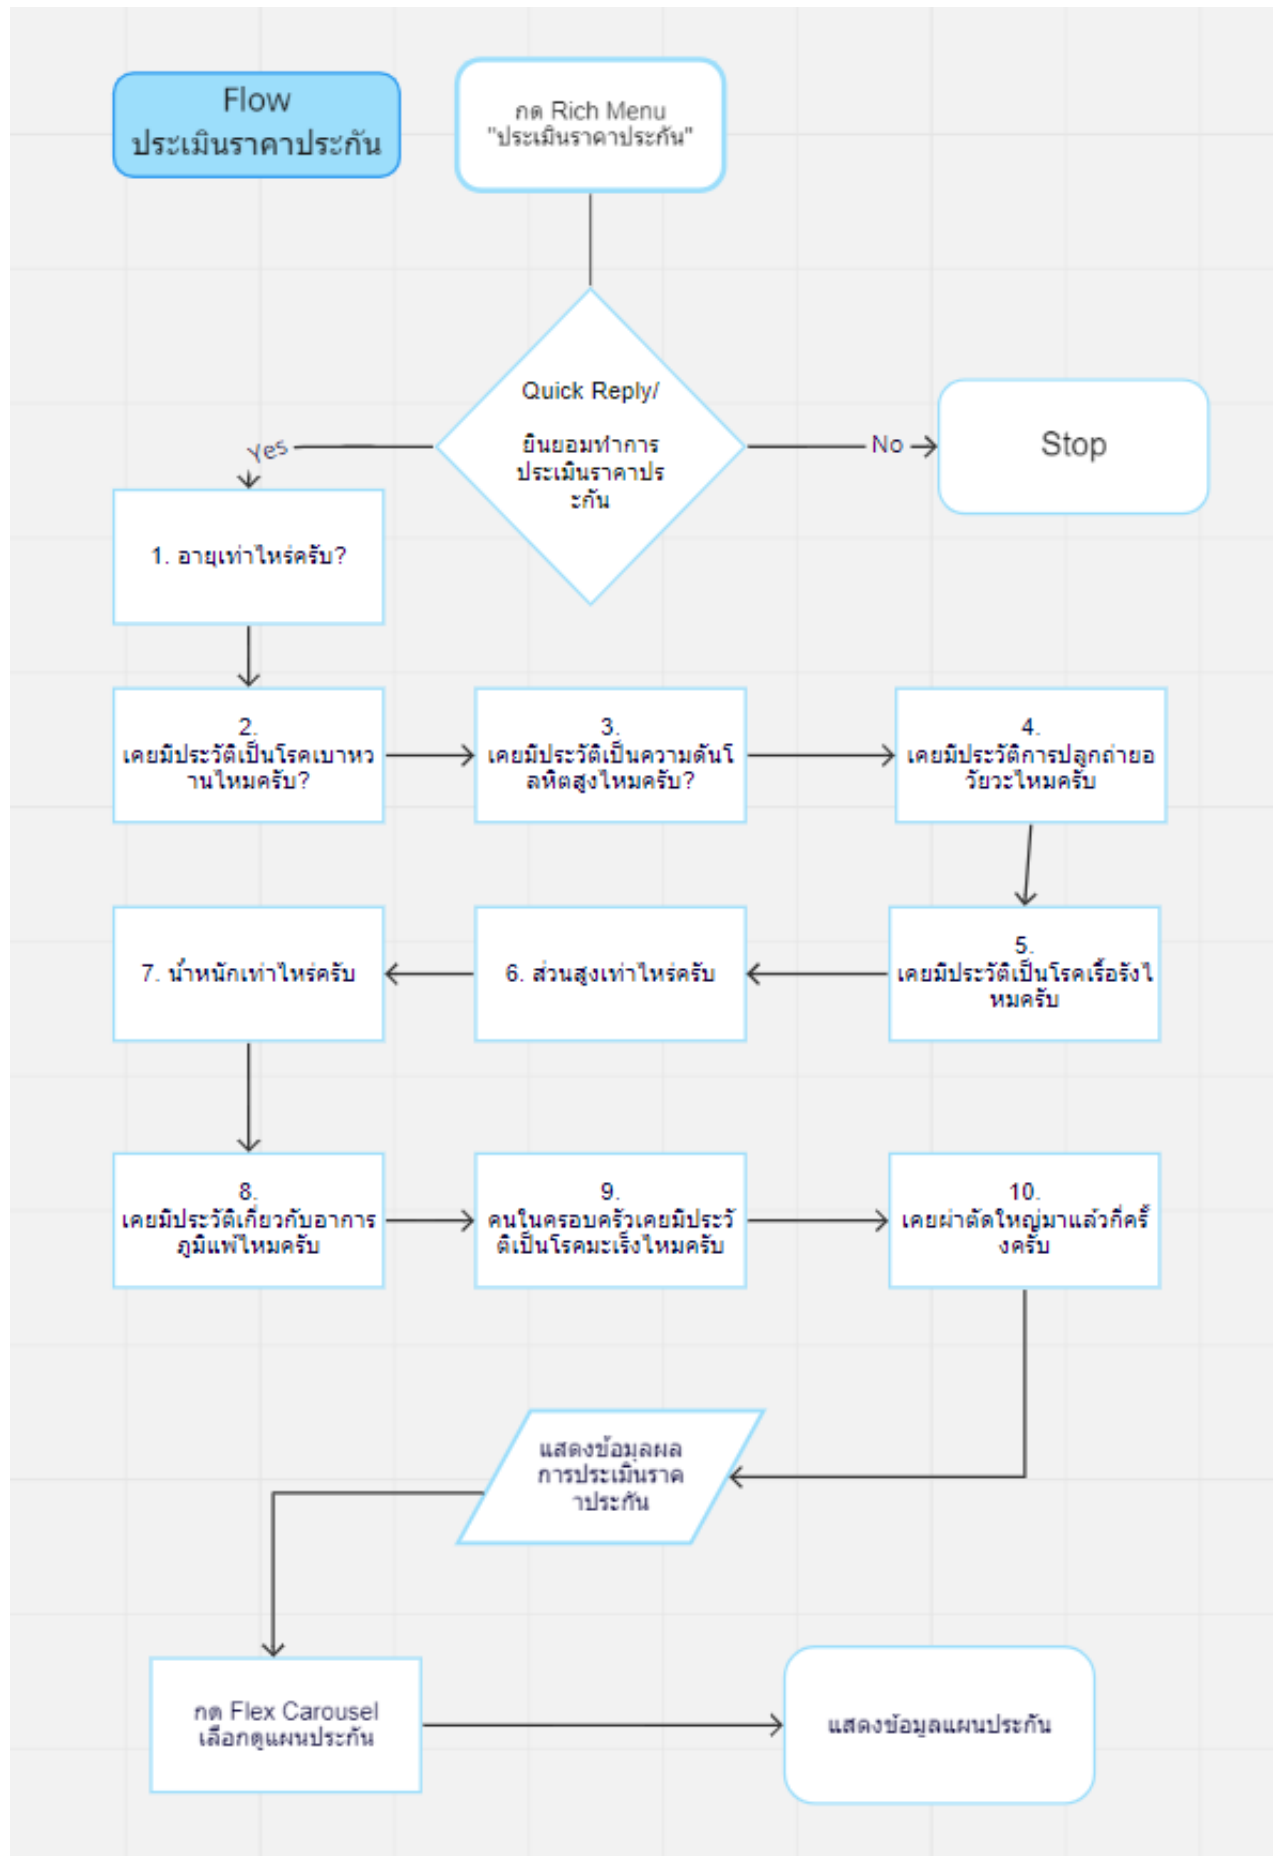 Flow
ประเมินราคาประกัน
กด Rich Menu
"ประเมินราคาประกัน"
Quick Reply/
ยินยอมทำการ
ประเมินราคาปร
ะกัน
Yes
No
Stop
1. อายุเท่าไหร่ครับ?
2.
เคยมีประวัติเป็นโรคเบาหว
านไหมครับ?
3.
เคยมีประวัติเป็นความดันโ
ลหิตสูงไหมครับ?
4.
เคยมีประวัติการปลูกถ่ายอ
วัยวะไหมครับ
5.
เคยมีประวัติเป็นโรคเรื้อรังไ
หมครับ
6. ส่วนสูงเท่าไหร่ครับ
7. น้ำหนักเท่าไหร่ครับ
8.
เคยมีประวัติเกี่ยวกับอาการ
ภูมิแพ้ไหมครับ
9.
คนในครอบครัวเคยมีประวั
ติเป็นโรคมะเร็งไหมครับ
10.
เคยผ่าตัดใหญ่มาแล้วกี่ครั้
งครับ
แสดงข้อมูลผล
การประเมินราค
าประกัน
กด Flex Carousel
เลือกดูแผนประกัน
แสดงข้อมูลแผนประกัน